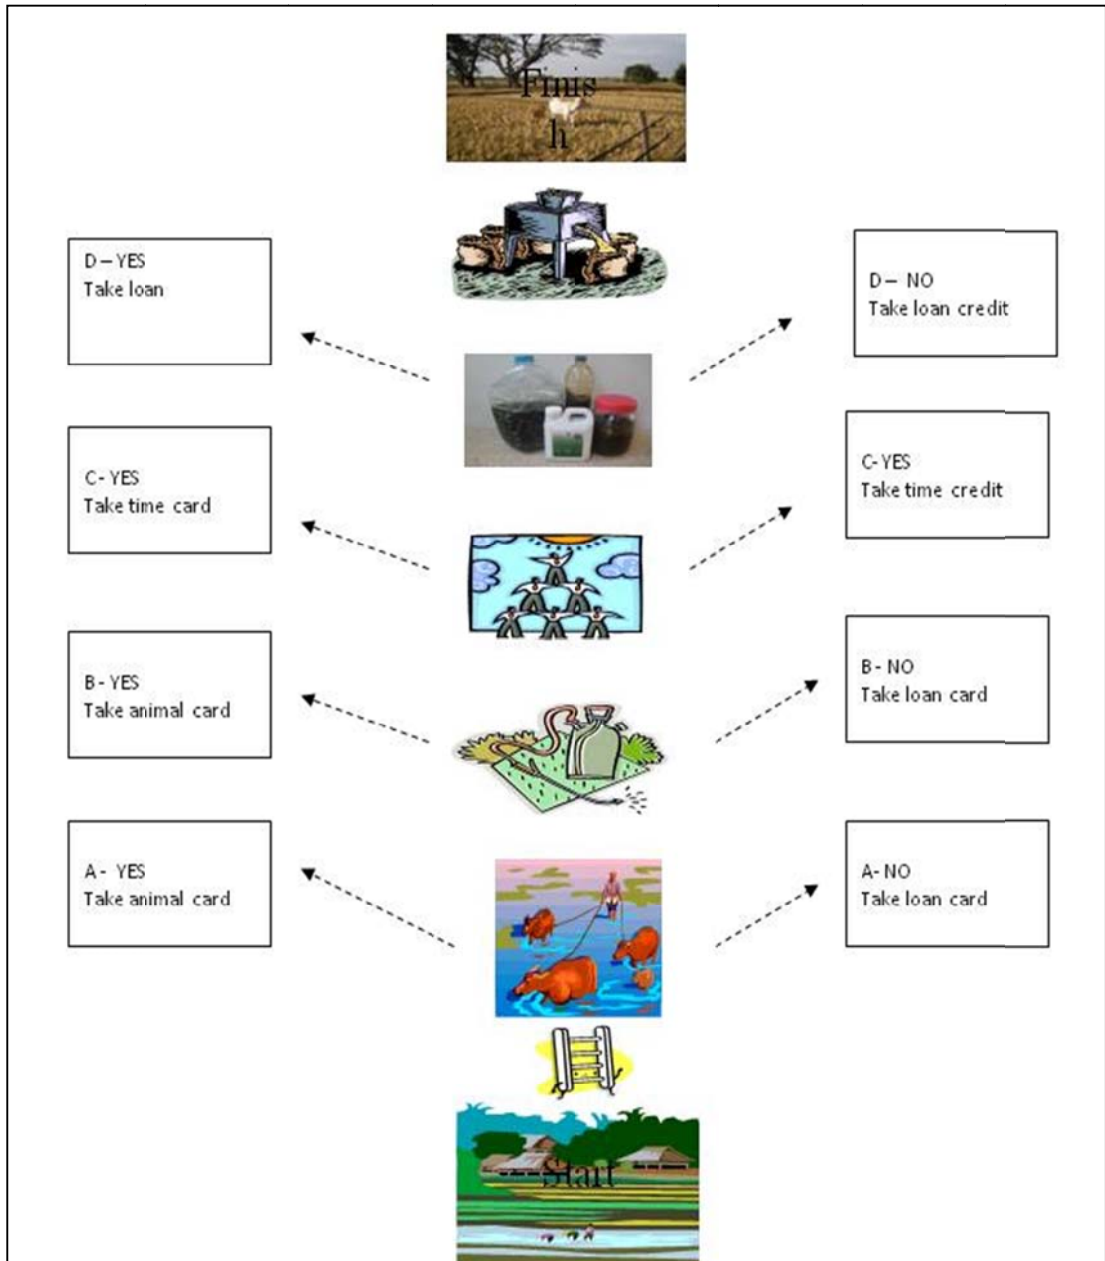 Finis
h
D – YES
Take loan
D – NO
Take loan credit
C- YES
Take time card
C-YES
Take time credit
B- YES
Take animal card
B- NO
Take loan card
A- YES
Take animal card
A- NO
Take loan card
Start